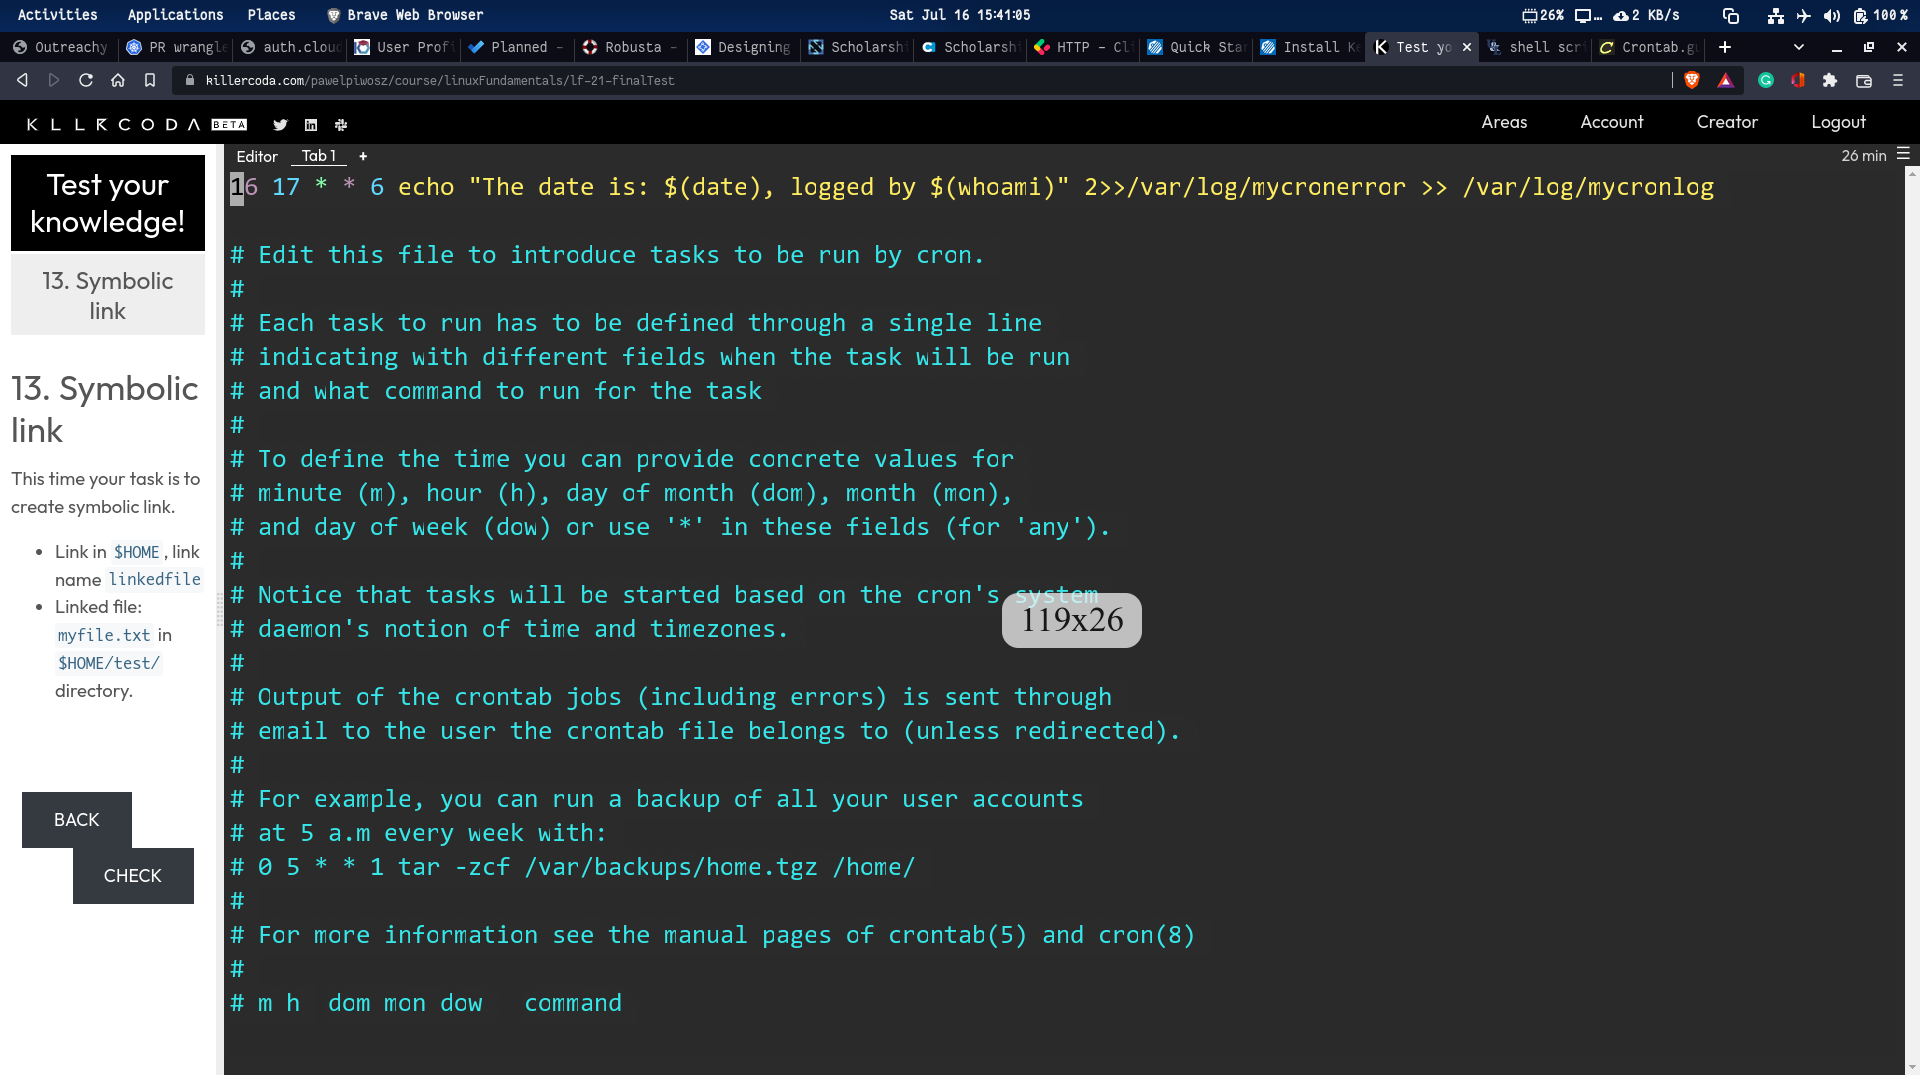 Activities Applications Places Brave Web Browser Sat Jul 16 15:41:05 26% … 2 KB/s 100 %
Outreachy PR wrangle auth.clou User Profi Planned - Robusta - Designing Scholarshi Scholarshi HTTP - Cli Quick Star Install Ke Test yo shell scri Crontab.gu
killercoda.com/pawelpiwosz/course/linuxFundamentals/lf-21-finalTest
KLLRCODA BETA Areas Account Creator Logout
Editor Tab 1 + 26 min
Test your
knowledge!
13. Symbolic
link
13. Symbolic
link
This time your task is to
create symbolic link.
• Link in $HOME , link
name linkedfile
• Linked file:
myfile.txt in
$HOME/test/
directory.
BACK
CHECK
16 17 * * 6 echo "The date is: $(date), logged by $(whoami)" 2>>/var/log/mycronerror >> /var/log/mycronlog
# Edit this file to introduce tasks to be run by cron.
#
# Each task to run has to be defined through a single line
# indicating with different fields when the task will be run
# and what command to run for the task
#
# To define the time you can provide concrete values for
# minute (m), hour (h), day of month (dom), month (mon),
# and day of week (dow) or use '*' in these fields (for 'any').
#
# Notice that tasks will be started based on the cron's system
# daemon's notion of time and timezones.
119x26
#
# Output of the crontab jobs (including errors) is sent through
# email to the user the crontab file belongs to (unless redirected).
#
# For example, you can run a backup of all your user accounts
# at 5 a.m every week with:
# 0 5 * * 1 tar -zcf /var/backups/home.tgz /home/
#
# For more information see the manual pages of crontab(5) and cron(8)
#
# m h  dom mon dow   command